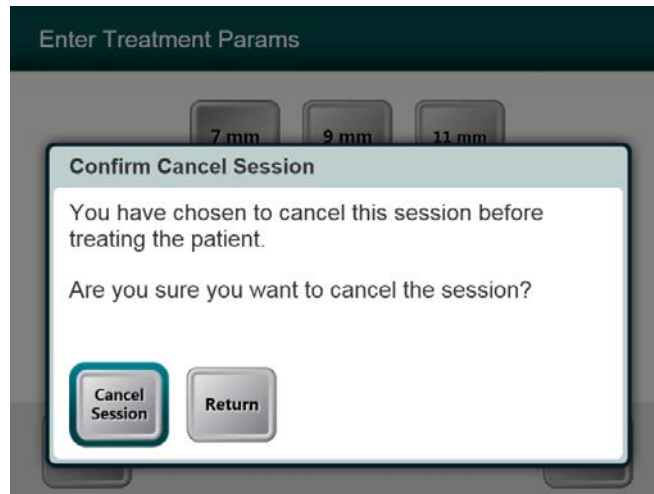 Enter Treatment Params
7 mm 9 mm 11 mm
Confirm Cancel Session
You have chosen to cancel this session before
treating the patient.
Are you sure you want to cancel the session?
Cancel
Session
Return